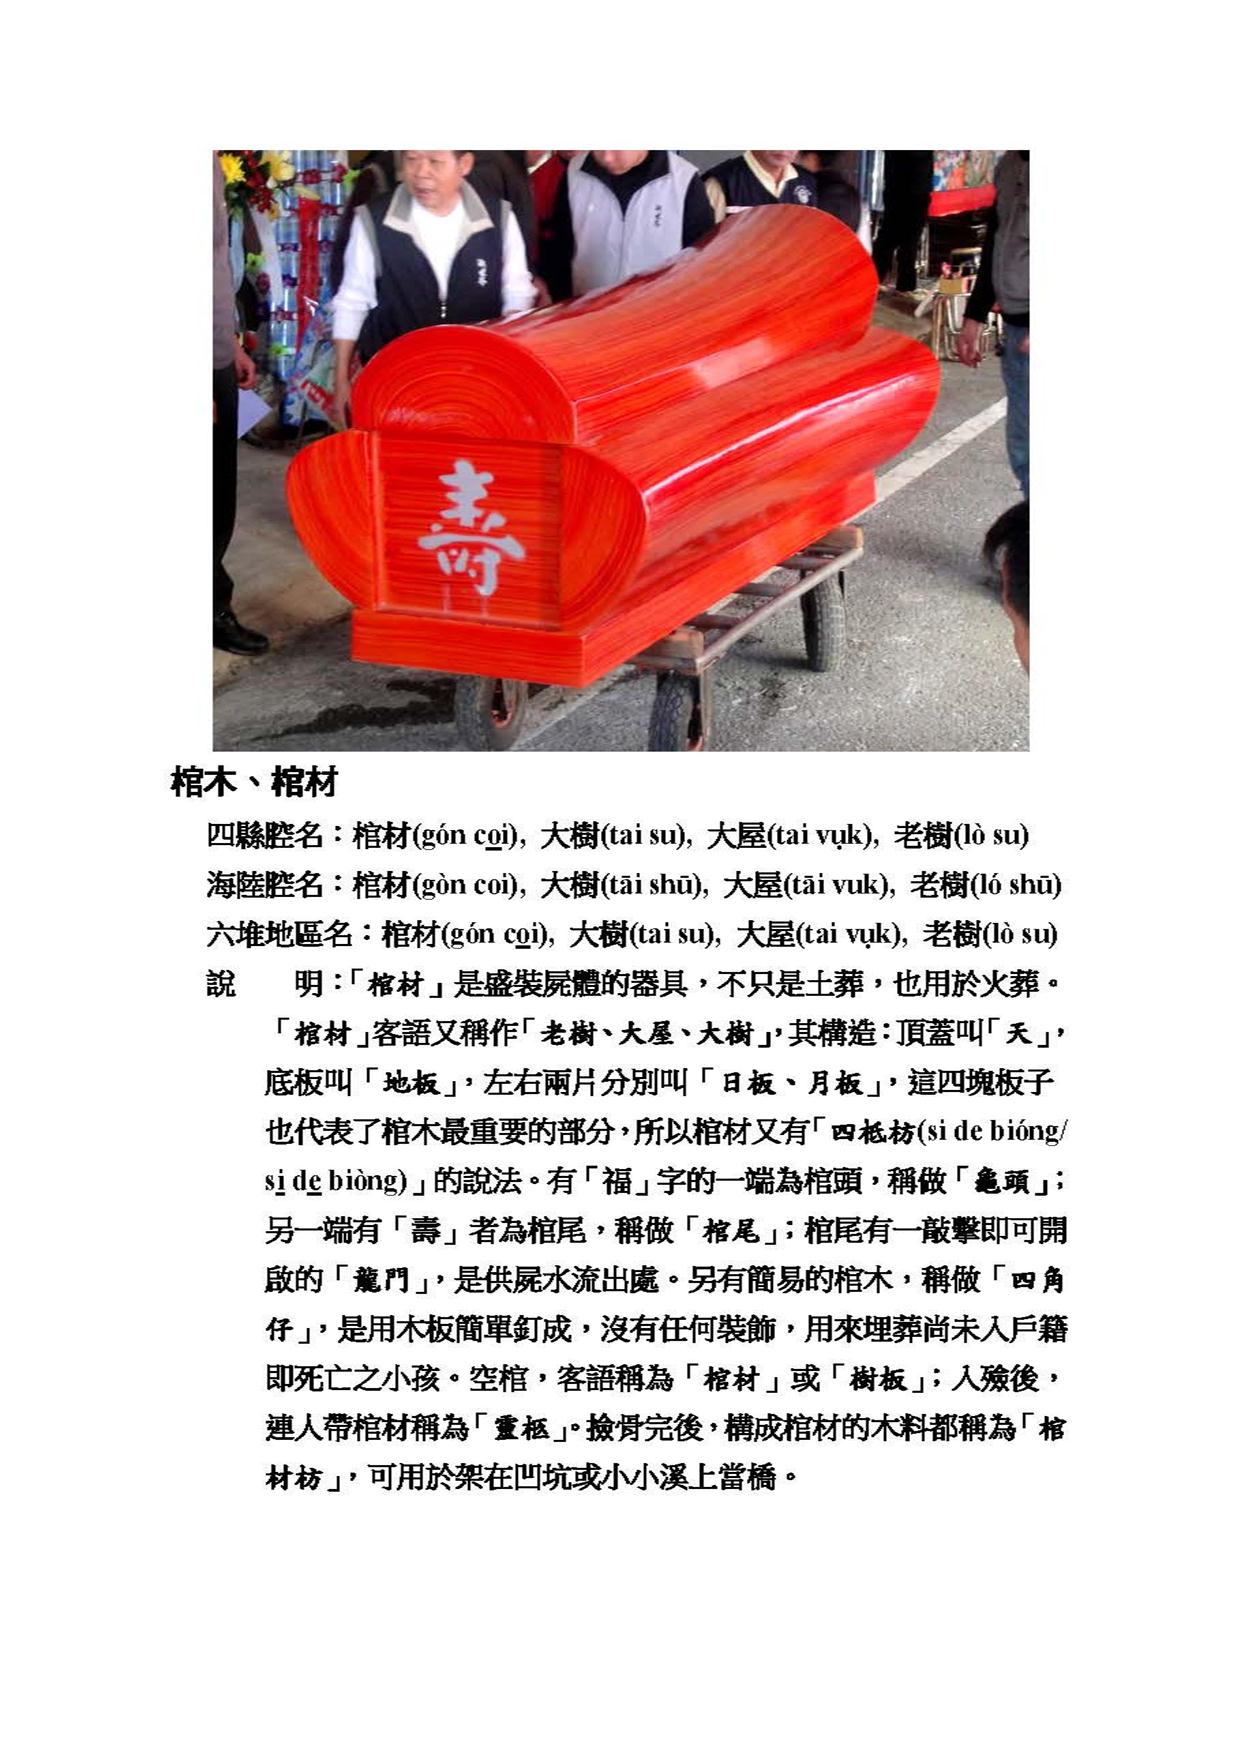 壽
棺木、棺材
四縣腔名：棺材(gón co̲i), 大樹(tai su), 大屋(tai vṳk), 老樹(lò su)
海陸腔名：棺材(gòn coi), 大樹(tāi shū), 大屋(tāi vuk), 老樹(ló shū)
六堆地區名：棺材(gón co̲i), 大樹(tai su), 大屋(tai vṳk), 老樹(lò su)
說　　明：「棺材」是盛裝屍體的器具，不只是土葬，也用於火葬。
「棺材」客語又稱作「老樹、大屋、大樹」，其構造：頂蓋叫「天」，
底板叫「地板」，左右兩片分別叫「日板、月板」，這四塊板子
也代表了棺木最重要的部分，所以棺材又有「四柢枋(si de bióng/
si̲ de̲ biòng)」的說法。有「福」字的一端為棺頭，稱做「龜頭」；
另一端有「壽」者為棺尾，稱做「棺尾」；棺尾有一敲擊即可開
啟的「龍門」，是供屍水流出處。另有簡易的棺木，稱做「四角
仔」，是用木板簡單釘成，沒有任何裝飾，用來埋葬尚未入戶籍
即死亡之小孩。空棺，客語稱為「棺材」或「樹板」；入殮後，
連人帶棺材稱為「靈柩」。撿骨完後，構成棺材的木料都稱為「棺
材枋」，可用於架在凹坑或小小溪上當橋。